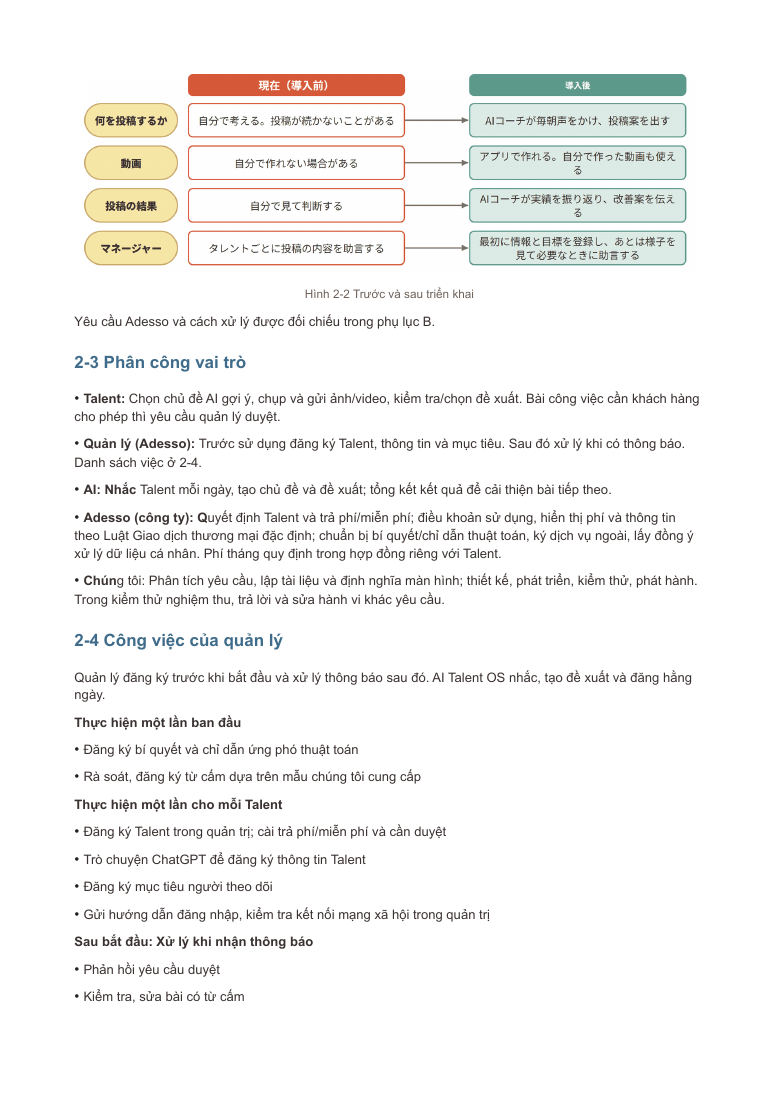 現在（導入前）
導入後
何を投稿するか
自分で考える。投稿が続かないことがある
AIコーチが毎朝声をかけ、投稿案を出す
動画
自分で作れない場合がある
アプリで作れる。自分で作った動画も使え
る
投稿の結果
自分で見て判断する
AIコーチが実績を振り返り、改善案を伝え
る
マネージャー
タレントごとに投稿の内容を助言する
最初に情報と目標を登録し、あとは様子を
見て必要なときに助言する
Hình 2-2 Trước và sau triển khai
Yêu cầu Adesso và cách xử lý được đối chiếu trong phụ lục B.
2-3 Phân công vai trò
• Talent: Chọn chủ đề AI gợi ý, chụp và gửi ảnh/video, kiểm tra/chọn đề xuất. Bài công việc cần khách hàng
cho phép thì yêu cầu quản lý duyệt.
• Quản lý (Adesso): Trước sử dụng đăng ký Talent, thông tin và mục tiêu. Sau đó xử lý khi có thông báo.
Danh sách việc ở 2-4.
• AI: Nhắc Talent mỗi ngày, tạo chủ đề và đề xuất; tổng kết kết quả để cải thiện bài tiếp theo.
• Adesso (công ty): Quyết định Talent và trả phí/miễn phí; điều khoản sử dụng, hiển thị phí và thông tin
theo Luật Giao dịch thương mại đặc định; chuẩn bị bí quyết/chỉ dẫn thuật toán, ký dịch vụ ngoài, lấy đồng ý
xử lý dữ liệu cá nhân. Phí tháng quy định trong hợp đồng riêng với Talent.
• Chúng tôi: Phân tích yêu cầu, lập tài liệu và định nghĩa màn hình; thiết kế, phát triển, kiểm thử, phát hành.
Trong kiểm thử nghiệm thu, trả lời và sửa hành vi khác yêu cầu.
2-4 Công việc của quản lý
Quản lý đăng ký trước khi bắt đầu và xử lý thông báo sau đó. AI Talent OS nhắc, tạo đề xuất và đăng hằng
ngày.
Thực hiện một lần ban đầu
• Đăng ký bí quyết và chỉ dẫn ứng phó thuật toán
• Rà soát, đăng ký từ cấm dựa trên mẫu chúng tôi cung cấp
Thực hiện một lần cho mỗi Talent
• Đăng ký Talent trong quản trị; cài trả phí/miễn phí và cần duyệt
• Trò chuyện ChatGPT để đăng ký thông tin Talent
• Đăng ký mục tiêu người theo dõi
• Gửi hướng dẫn đăng nhập, kiểm tra kết nối mạng xã hội trong quản trị
Sau bắt đầu: Xử lý khi nhận thông báo
• Phản hồi yêu cầu duyệt
• Kiểm tra, sửa bài có từ cấm